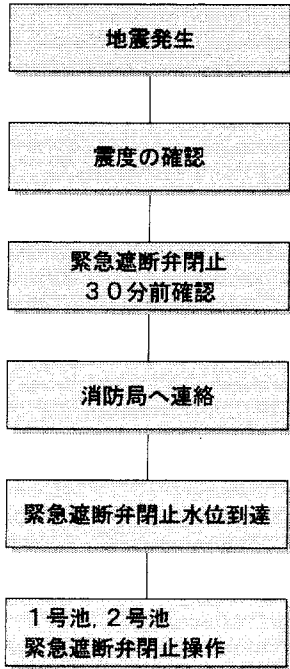 地震発生
震度の確認
緊急遮断弁閉止
３０分前確認
消防局へ連絡
緊急遮断弁閉止水位到達
１号池，２号池
緊急遮断弁閉止操作